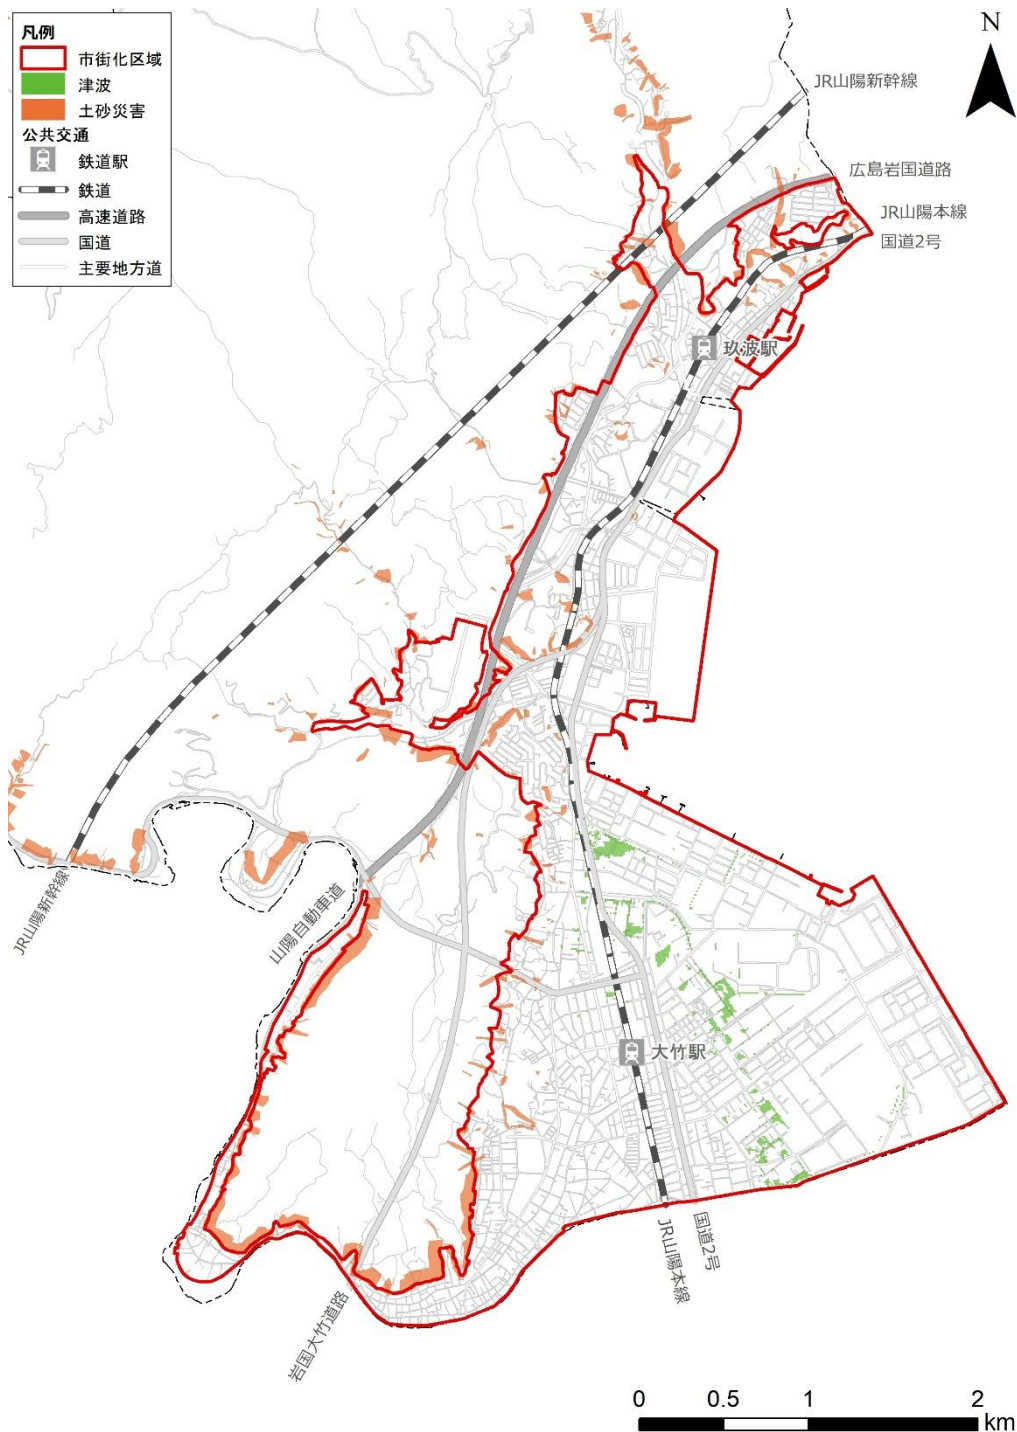 凡例
市街化区域
津波
土砂災害
公共交通
鉄道駅
鉄道
高速道路
国道
主要地方道
N
JR山陽新幹線
広島岩国道路
JR山陽本線
国道2号
玖波駅
JR山陽新幹線
山陽自動車道
大竹駅
岩国大竹道路
JR山陽本線
国道2号
0 0.5 1 2
km